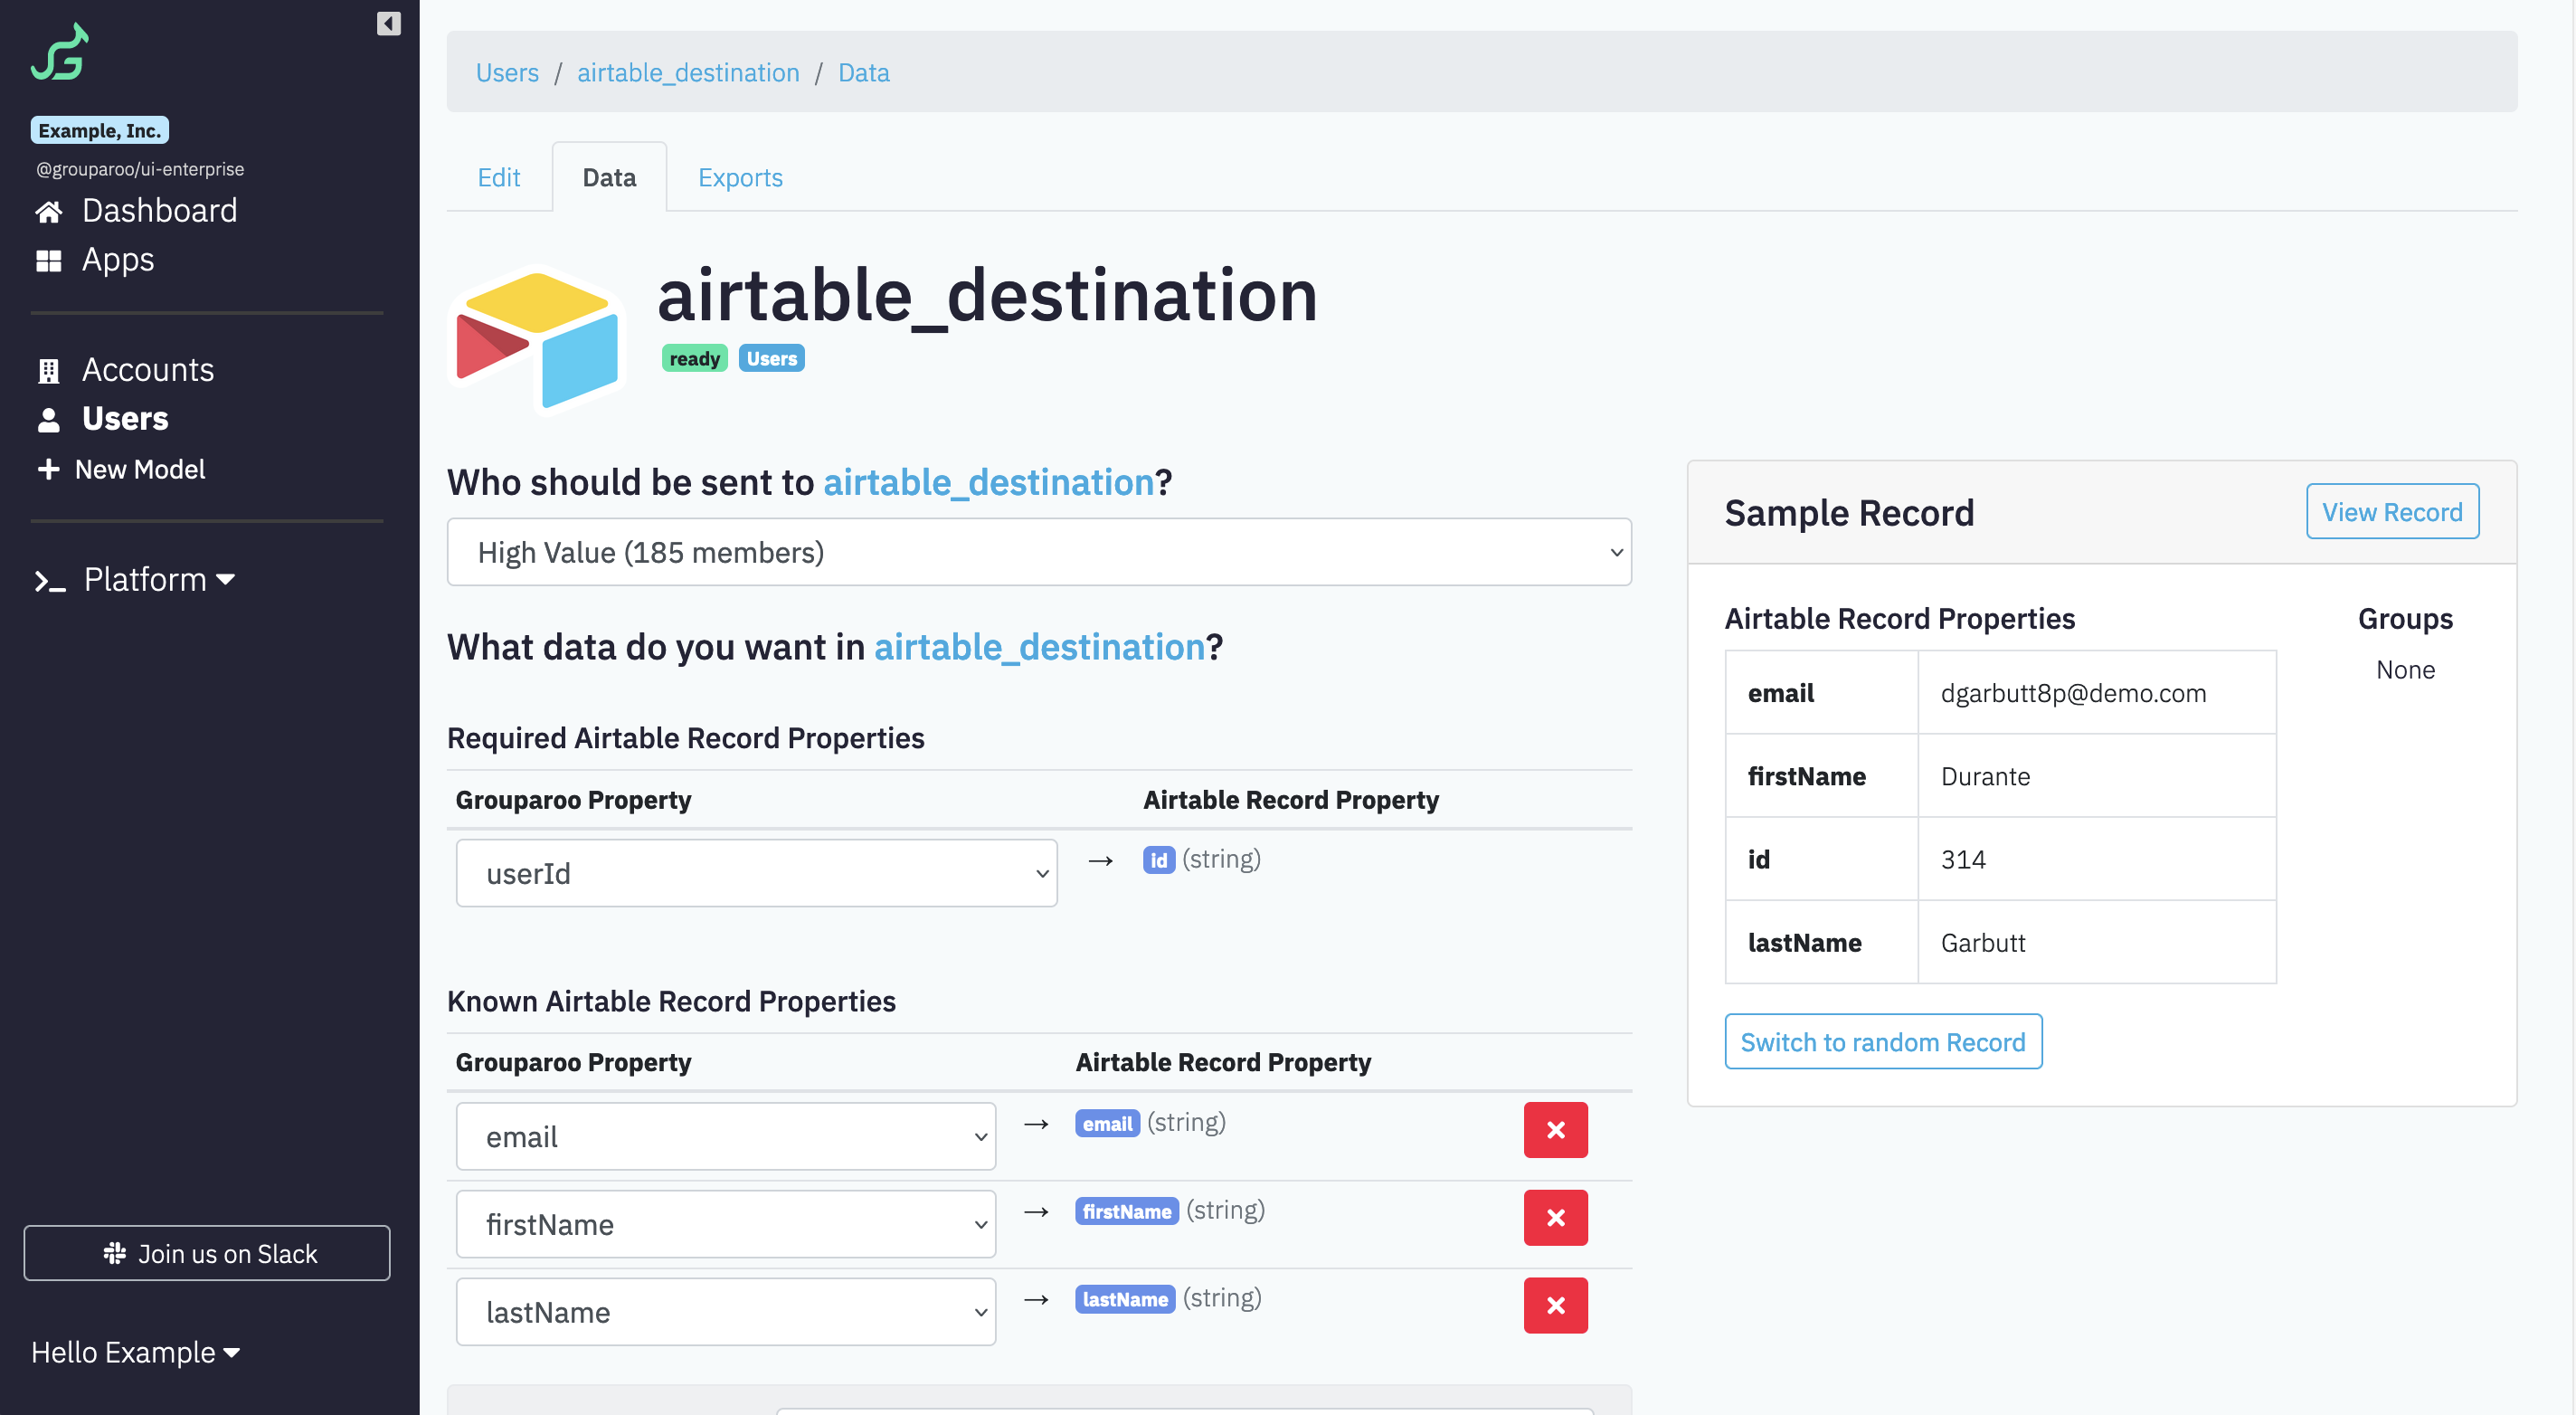 Example, Inc.
@grouparoo/ui-enterprise
Dashboard
Apps
Accounts
Users
New Model
Platform
Join us on Slack
Hello Example
Users / airtable_destination / Data
Edit
Data
Exports
airtable_destination
ready
Users
Who should be sent to airtable_destination?
High Value (185 members)
What data do you want in airtable_destination?
Required Airtable Record Properties
Grouparoo Property
Airtable Record Property
userId
→
id (string)
Known Airtable Record Properties
Grouparoo Property
Airtable Record Property
email
→
email (string)
firstName
→
firstName (string)
lastName
→
lastName (string)
Sample Record
View Record
Airtable Record Properties
Groups
None
email
dgarbutt8p@demo.com
firstName
Durante
id
314
lastName
Garbutt
Switch to random Record